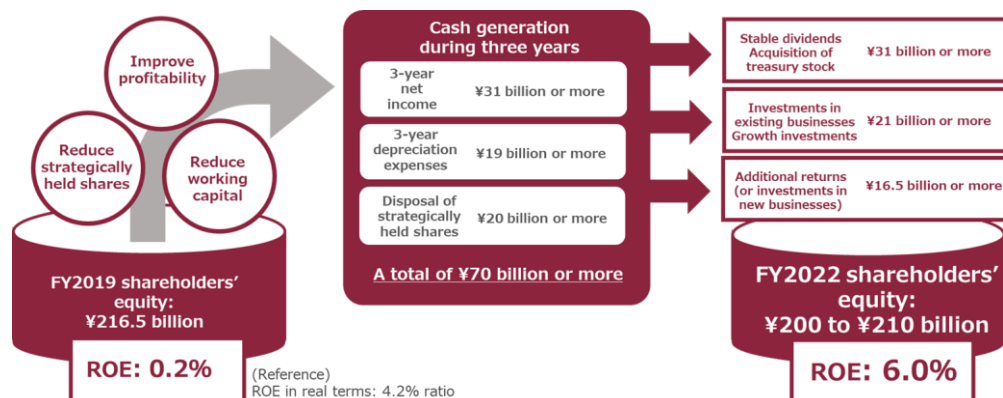 Improve
profitability
Reduce
strategically
held shares
Reduce
working
capital
FY2019 shareholders'
equity:
¥216.5 billion
ROE: 0.2%
(Reference)
ROE in real terms: 4.2% ratio
Cash generation
during three years
3-year
net
income
¥31 billion or more
3-year
depreciation
expenses
¥19 billion or more
Disposal of
strategically
held shares
¥20 billion or more
A total of ¥70 billion or more
Stable dividends
Acquisition of
treasury stock
¥31 billion or more
Investments in
existing businesses
Growth investments
¥21 billion or more
Additional returns
(or investments in
new businesses)
¥16.5 billion or more
FY2022 shareholders'
equity:
¥200 to ¥210 billion
ROE: 6.0%